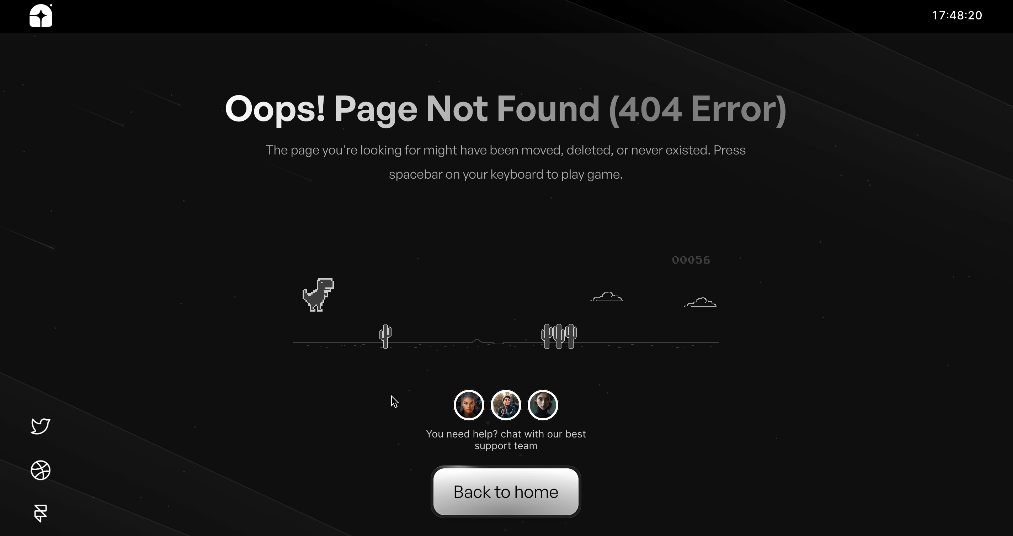 17:48:20
Oops! Page Not Found (404 Error)
The page you're looking for might have been moved, deleted, or never existed. Press
spacebar on your keyboard to play game.
00056
You need help? chat with our best
support team
Back to home